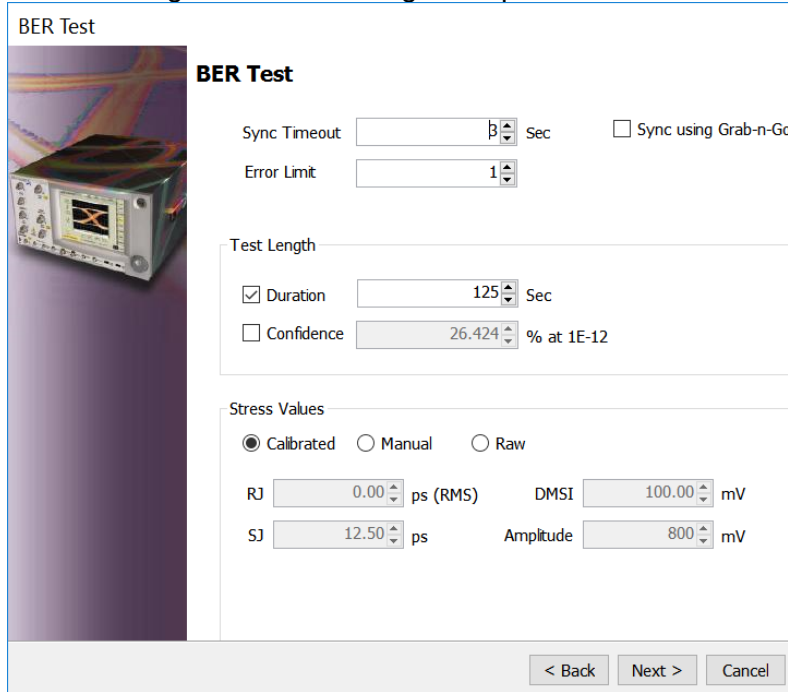 BER Test
BER Test
Sync Timeout 3 Sec Sync using Grab-n-Go
Error Limit 1
Test Length
Duration 125 Sec
Confidence 26.424 % at 1E-12
Stress Values
Calibrated Manual Raw
RJ 0.00 ps (RMS) DMSI 100.00 mV
SJ 12.50 ps Amplitude 800 mV
< Back Next > Cancel